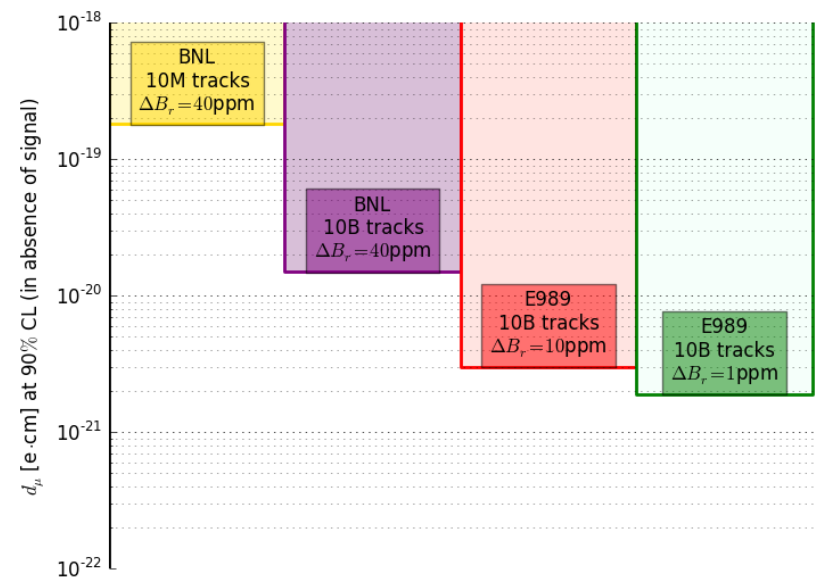 d_μ [e·cm] at 90% CL (in absence of signal)
10^-18
10^-19
10^-20
10^-21
10^-22
BNL
10M tracks
ΔB_r=40ppm
BNL
10B tracks
ΔB_r=40ppm
E989
10B tracks
ΔB_r=10ppm
E989
10B tracks
ΔB_r=1ppm